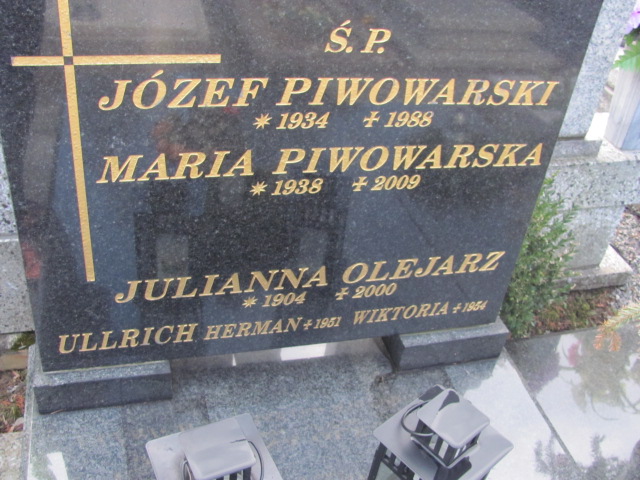 Ś.P.
JÓZEF PIWOWARSKI
✴ 1934 ✢ 1988
MARIA PIWOWARSKA
✴ 1938 ✢ 2009
JULIANNA OLEJARZ
✴ 1904 ✢ 2000
ULLRICH HERMAN ✢ 1951 WIKTORIA ✢ 1954